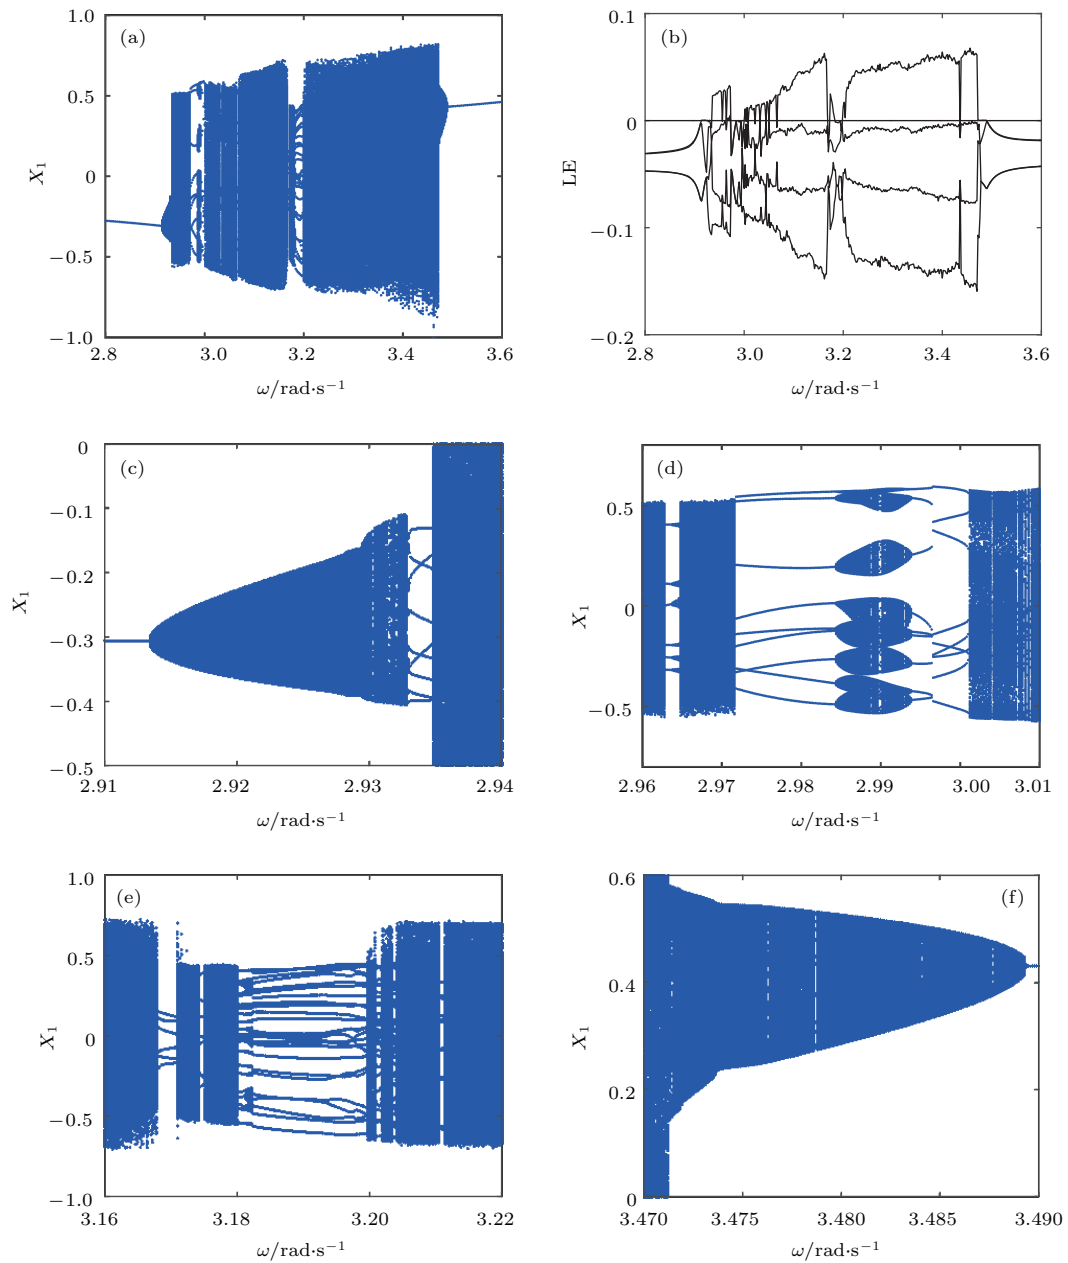 1.0
(a)
0.5
X1
0
−0.5
−1.0
2.8 3.0 3.2 3.4 3.6
ω/rad·s−1
0.1
(b)
0
LE
−0.1
−0.2
2.8 3.0 3.2 3.4 3.6
ω/rad·s−1
0
(c)
−0.1
−0.2
X1
−0.3
−0.4
−0.5
2.91 2.92 2.93 2.94
ω/rad·s−1
(d)
0.5
0
X1
−0.5
2.96 2.97 2.98 2.99 3.00 3.01
ω/rad·s−1
1.0
(e)
0.5
X1
0
−0.5
−1.0
3.16 3.18 3.20 3.22
ω/rad·s−1
0.6
(f)
0.4
X1
0.2
0
3.470 3.475 3.480 3.485 3.490
ω/rad·s−1